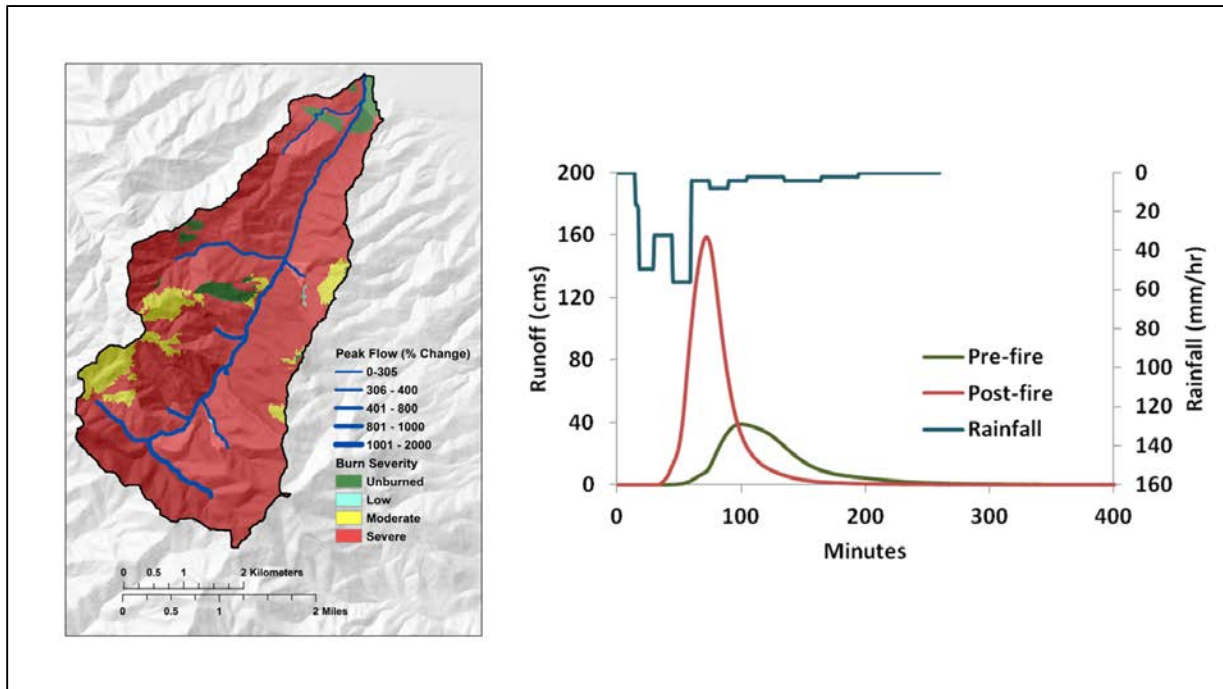 Peak Flow (% Change)
0-305
306 - 400
401 - 800
801 - 1000
1001 - 2000
Burn Severity
Unburned
Low
Moderate
Severe
0 0.5 1 2 Kilometers
0 0.5 1 2 Miles
Runoff (cms)
200
160
120
80
40
0
0 100 200 300 400
Minutes
Pre-fire
Post-fire
Rainfall
0
20
40
60
80
100
120
140
160
Rainfall (mm/hr)